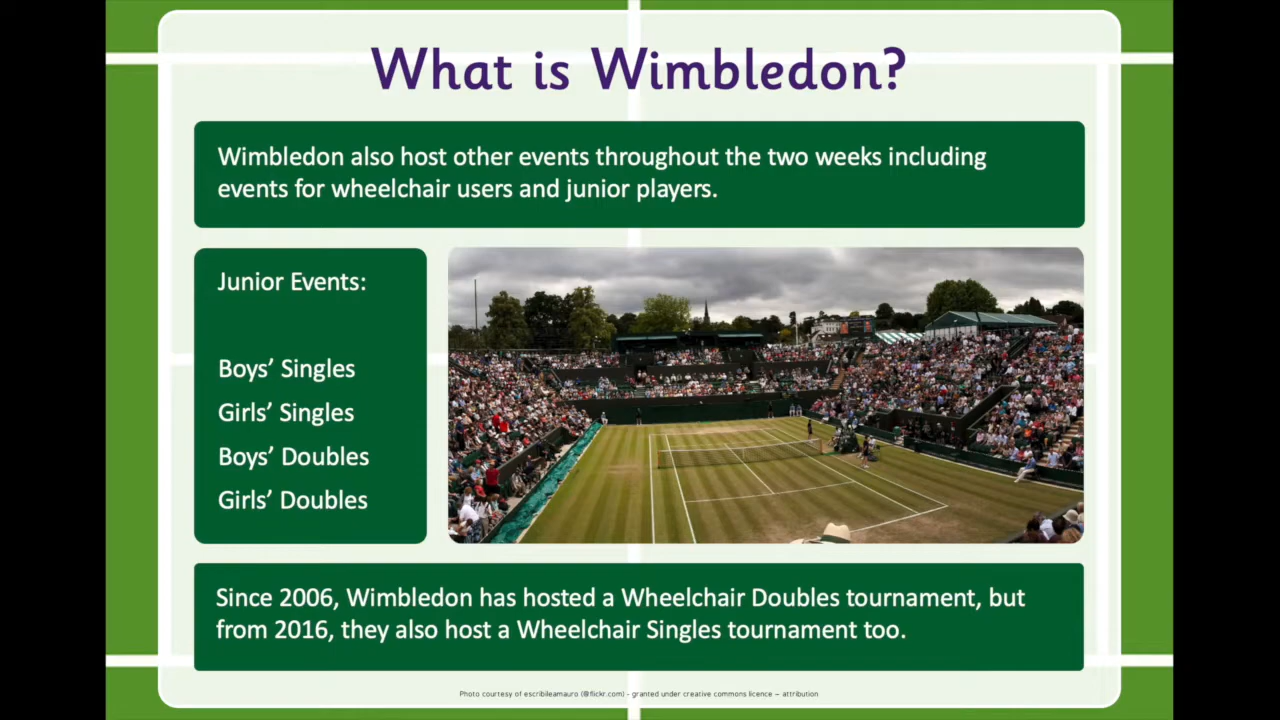 What is Wimbledon?
Wimbledon also host other events throughout the two weeks including
events for wheelchair users and junior players.
Junior Events:
Boys’ Singles
Girls’ Singles
Boys’ Doubles
Girls’ Doubles
Since 2006, Wimbledon has hosted a Wheelchair Doubles tournament, but
from 2016, they also host a Wheelchair Singles tournament too.
Photo courtesy of escribileamauro (@flickr.com) - granted under creative commons licence – attribution